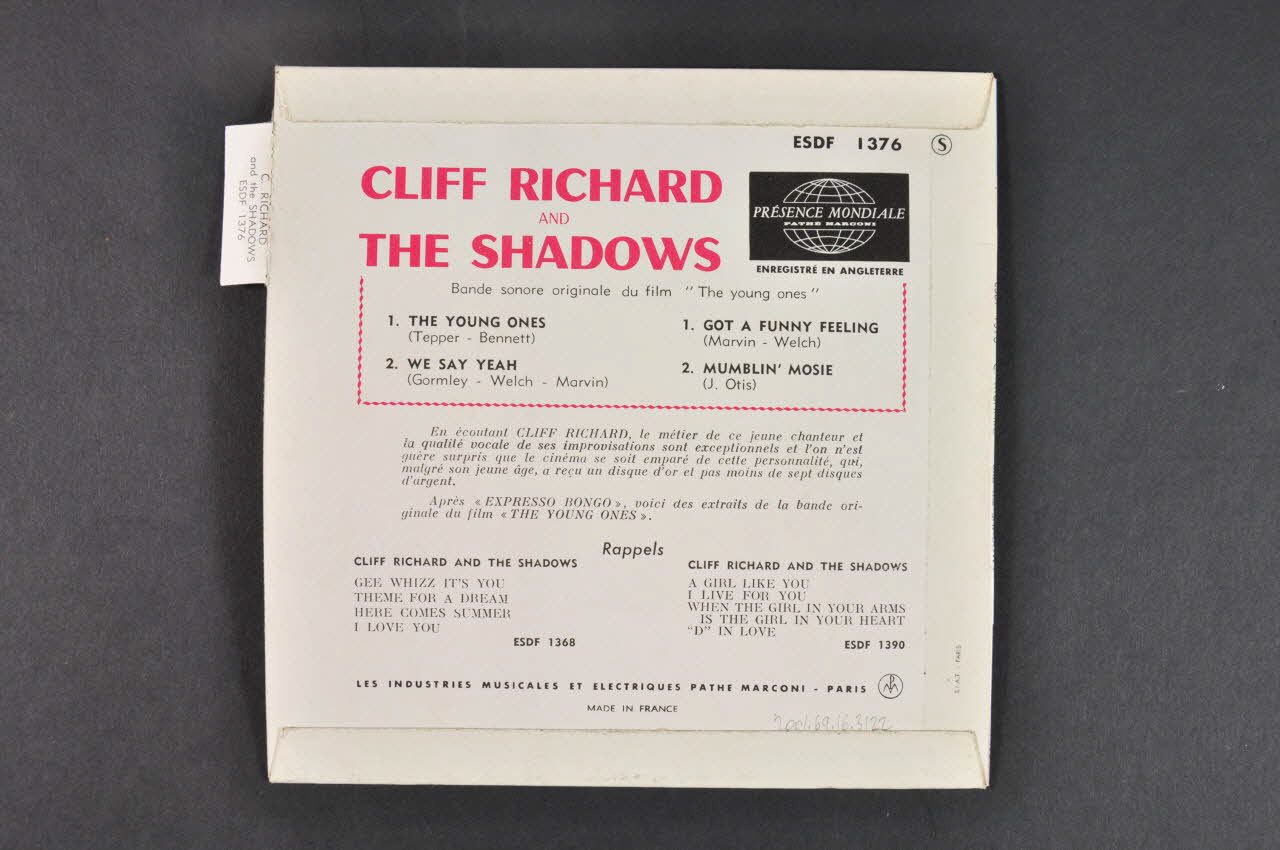 ESDF 1376 S
C. RICHARD
and the SHADOWS
ESDF 1376
CLIFF RICHARD
AND
THE SHADOWS
PRÉSENCE MONDIALE
PATHE MARCONI
ENREGISTRÉ EN ANGLETERRE
Bande sonore originale du film "The young ones"
1. THE YOUNG ONES
(Tepper - Bennett)
2. WE SAY YEAH
(Gormley - Welch - Marvin)
1. GOT A FUNNY FEELING
(Marvin - Welch)
2. MUMBLIN' MOSIE
(J. Otis)
En écoutant CLIFF RICHARD, le métier de ce jeune chanteur et
la qualité vocale de ses improvisations sont exceptionnels et l'on n'est
guère surpris que le cinéma se soit emparé de cette personnalité, qui,
malgré son jeune âge, a reçu un disque d'or et pas moins de sept disques
d'argent.
Après « EXPRESSO BONGO », voici des extraits de la bande ori-
ginale du film « THE YOUNG ONES ».
Rappels
CLIFF RICHARD AND THE SHADOWS
GEE WHIZZ IT'S YOU
THEME FOR A DREAM
HERE COMES SUMMER
I LOVE YOU
ESDF 1368
CLIFF RICHARD AND THE SHADOWS
A GIRL LIKE YOU
I LIVE FOR YOU
WHEN THE GIRL IN YOUR ARMS
IS THE GIRL IN YOUR HEART
"D" IN LOVE
ESDF 1390
LES INDUSTRIES MUSICALES ET ELECTRIQUES PATHE MARCONI - PARIS
MADE IN FRANCE
2001.69.16.3122